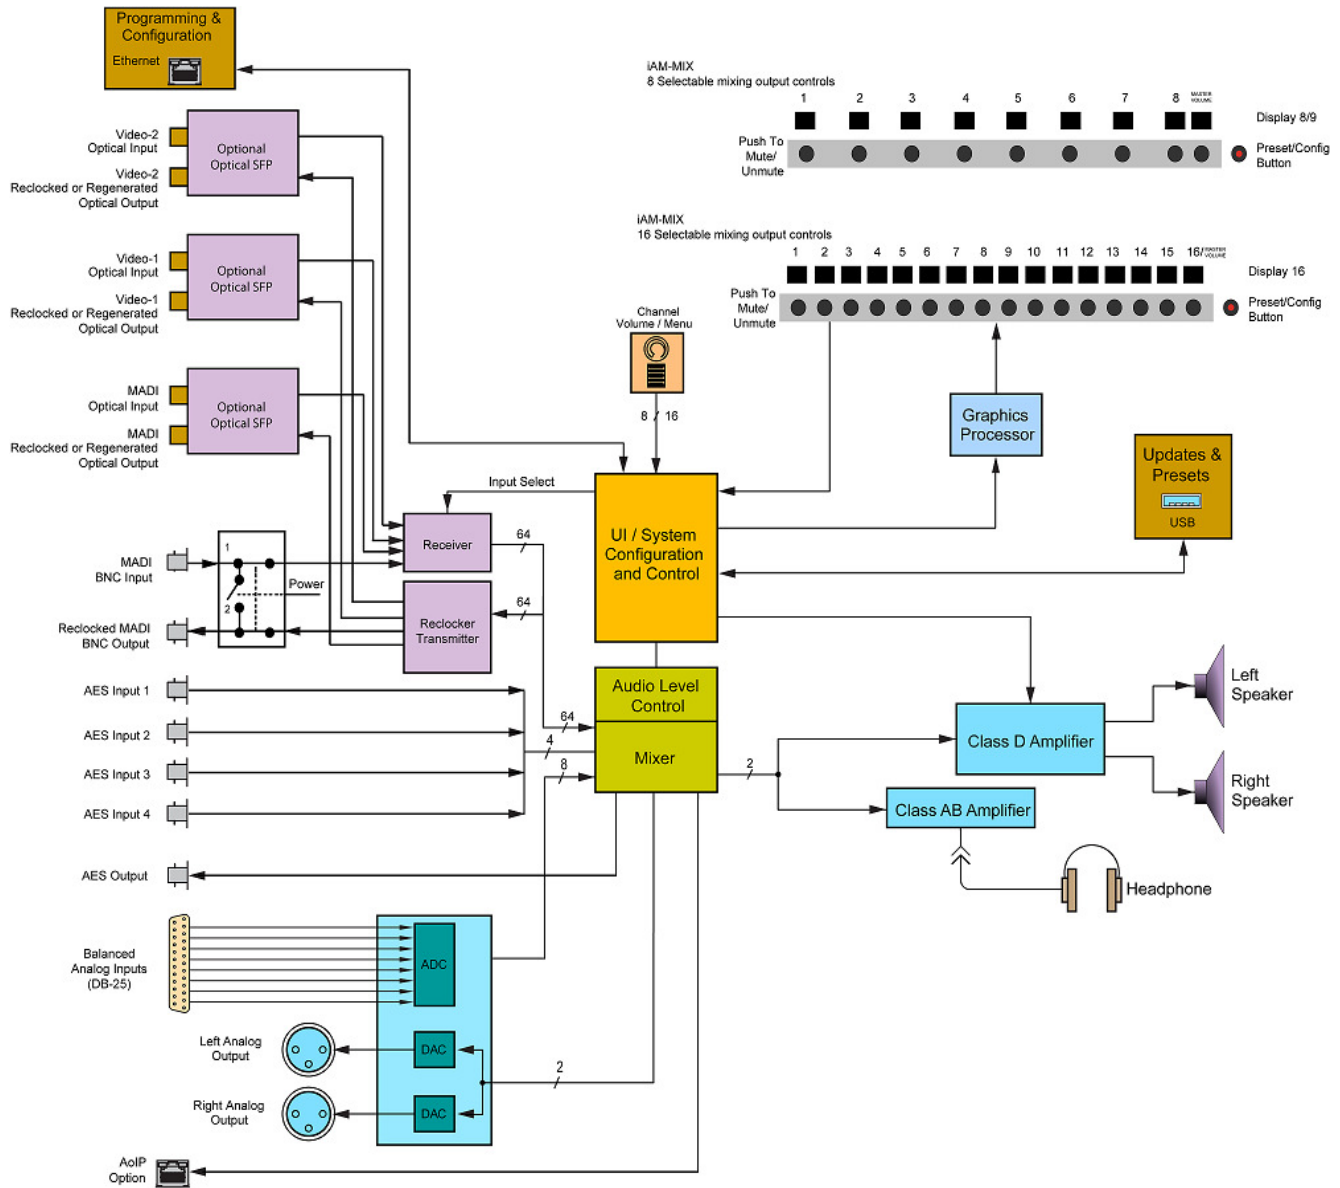 Programming &
Configuration
Ethernet
iAM-MIX
8 Selectable mixing output controls
1 2 3 4 5 6 7 8 MASTER VOLUME
Display 8/9
Push To
Mute/
Unmute
Preset/Config
Button
Video-2
Optical Input
Optional
Optical SFP
Video-2
Reclocked or Regenerated
Optical Output
iAM-MIX
16 Selectable mixing output controls
1 2 3 4 5 6 7 8 9 10 11 12 13 14 15 16/MASTER VOLUME
Display 16
Push To
Mute/
Unmute
Preset/Config
Button
Video-1
Optical Input
Optional
Optical SFP
Video-1
Reclocked or Regenerated
Optical Output
Channel
Volume / Menu
8 / 16
MADI
Optical Input
Optional
Optical SFP
MADI
Reclocked or Regenerated
Optical Output
Graphics
Processor
Updates &
Presets
USB
Input Select
UI / System
Configuration
and Control
Receiver
64
MADI
BNC Input
1
Power
2
Reclocker
Transmitter
64
Reclocked MADI
BNC Output
AES Input 1
AES Input 2
AES Input 3
AES Input 4
64
4
8
Audio Level
Control
Mixer
2
Class D Amplifier
Left
Speaker
Right
Speaker
Class AB Amplifier
Headphone
AES Output
Balanced
Analog Inputs
(DB-25)
ADC
Left Analog
Output
DAC
2
Right Analog
Output
DAC
AoIP
Option